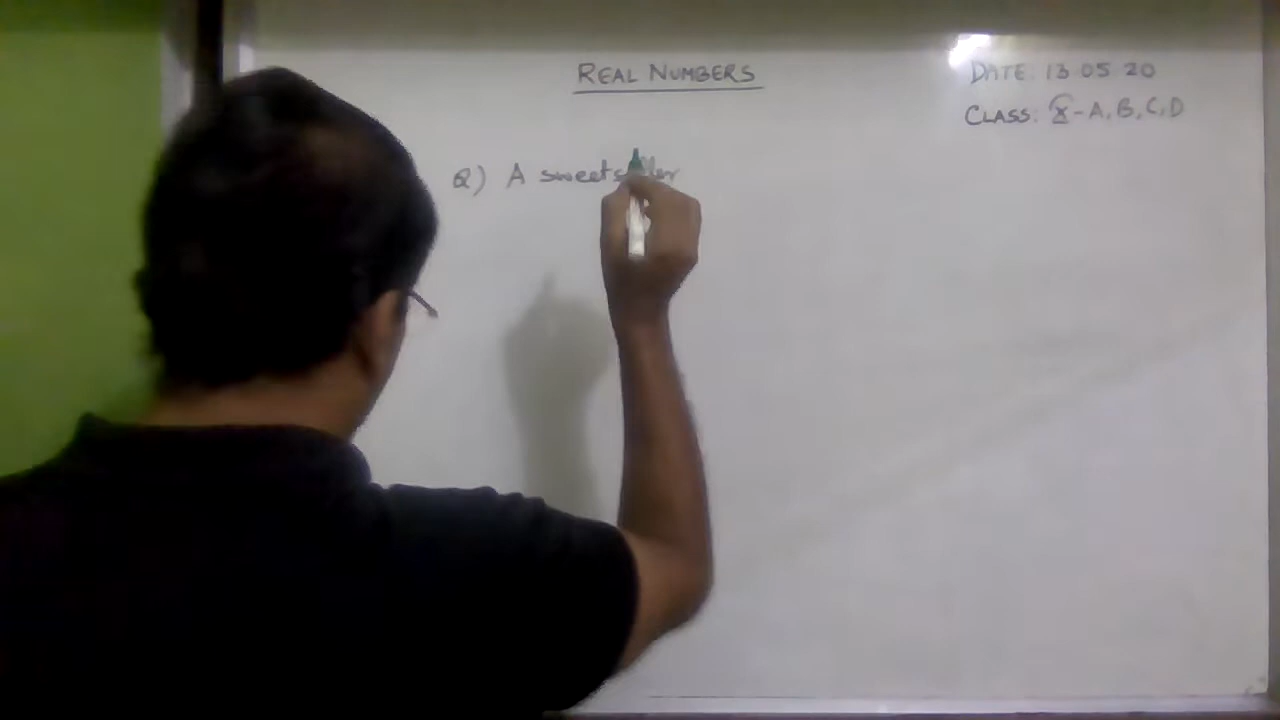 REAL NUMBERS
DATE: 13 05 20
CLASS: X - A, B, C, D
Q) A sweetseller